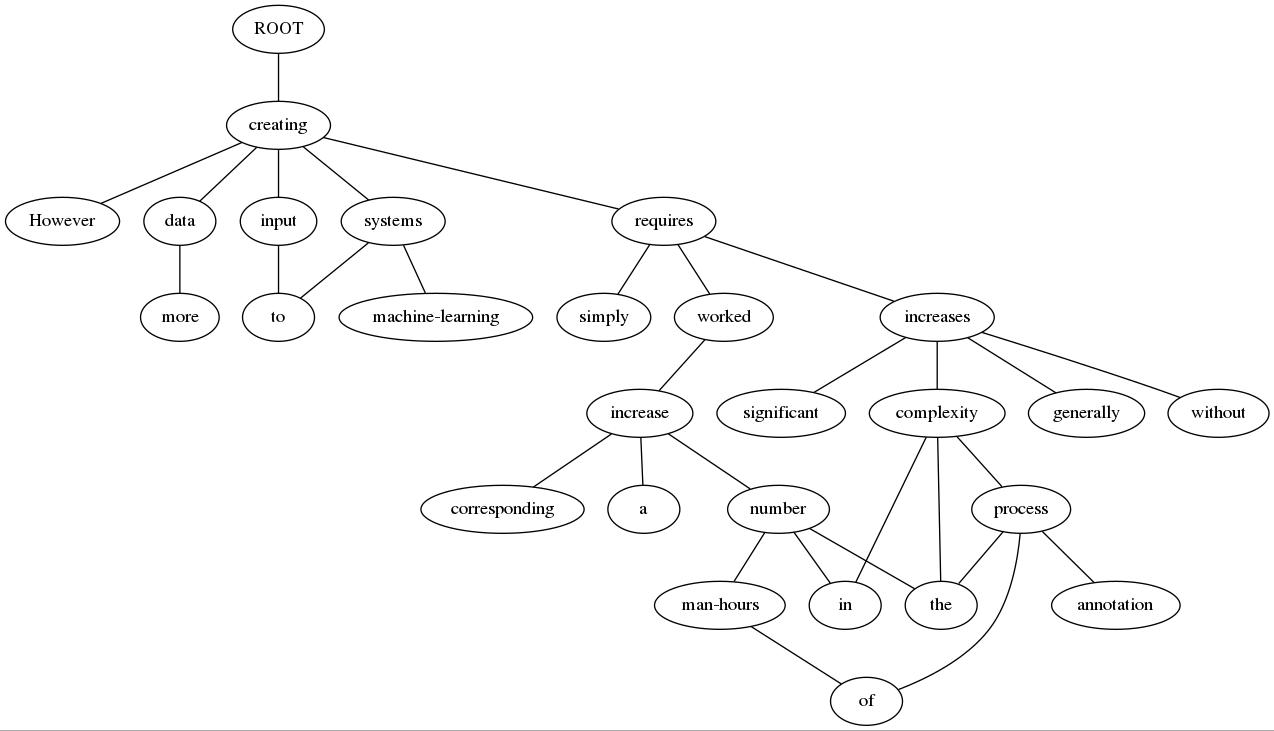 ROOT
creating
However data input systems requires
more to machine-learning simply worked increases
increase significant complexity generally without
corresponding a number process
man-hours in the annotation
of